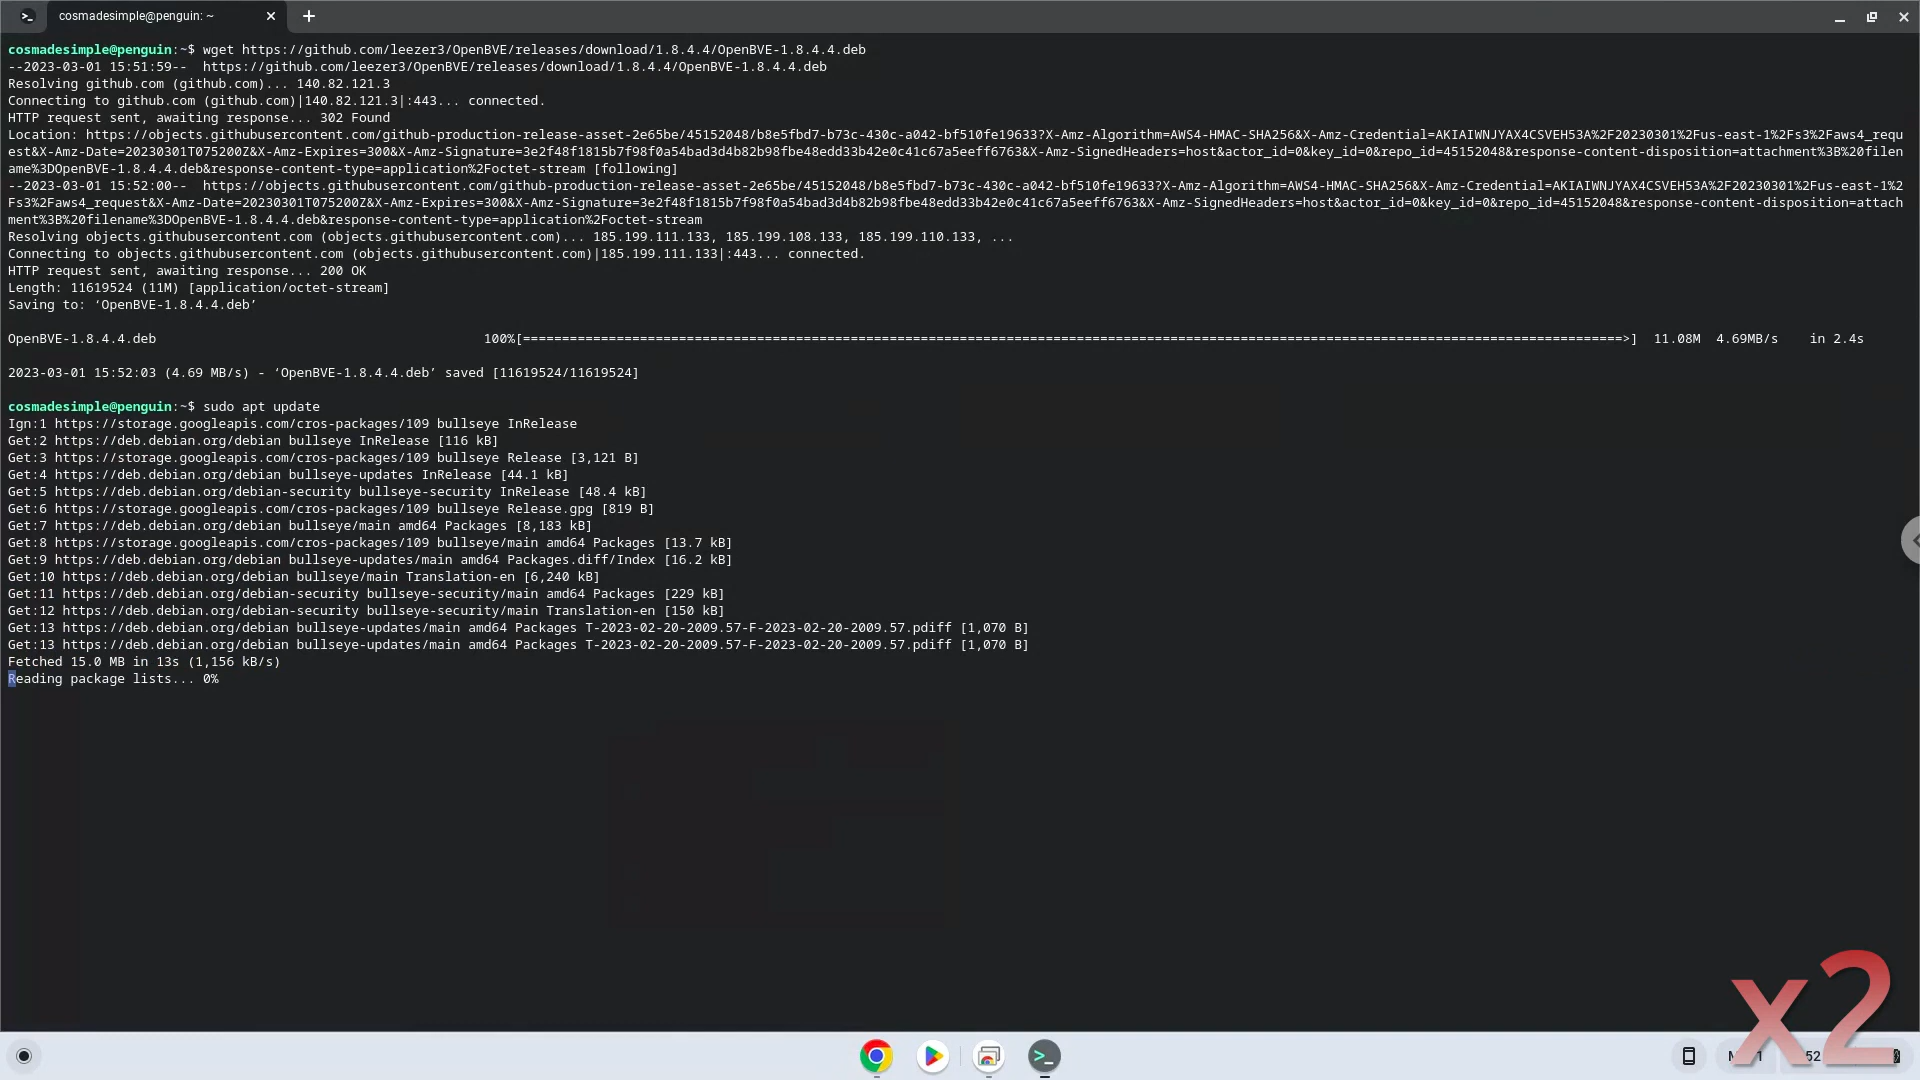 cosmadesimple@penguin: ~
cosmadesimple@penguin:~$ wget https://github.com/leezer3/OpenBVE/releases/download/1.8.4.4/OpenBVE-1.8.4.4.deb
--2023-03-01 15:51:59--  https://github.com/leezer3/OpenBVE/releases/download/1.8.4.4/OpenBVE-1.8.4.4.deb
Resolving github.com (github.com)... 140.82.121.3
Connecting to github.com (github.com)|140.82.121.3|:443... connected.
HTTP request sent, awaiting response... 302 Found
Location: https://objects.githubusercontent.com/github-production-release-asset-2e65be/45152048/b8e5fbd7-b73c-430c-a042-bf510fe19633?X-Amz-Algorithm=AWS4-HMAC-SHA256&X-Amz-Credential=AKIAIWNJYAX4CSVEH53A%2F20230301%2Fus-east-1%2Fs3%2Faws4_requ
est&X-Amz-Date=20230301T075200Z&X-Amz-Expires=300&X-Amz-Signature=3e2f48f1815b7f98f0a54bad3d4b82b98fbe48edd33b42e0c41c67a5eeff6763&X-Amz-SignedHeaders=host&actor_id=0&key_id=0&repo_id=45152048&response-content-disposition=attachment%3B%20filen
ame%3DOpenBVE-1.8.4.4.deb&response-content-type=application%2Foctet-stream [following]
--2023-03-01 15:52:00--  https://objects.githubusercontent.com/github-production-release-asset-2e65be/45152048/b8e5fbd7-b73c-430c-a042-bf510fe19633?X-Amz-Algorithm=AWS4-HMAC-SHA256&X-Amz-Credential=AKIAIWNJYAX4CSVEH53A%2F20230301%2Fus-east-1%2
Fs3%2Faws4_request&X-Amz-Date=20230301T075200Z&X-Amz-Expires=300&X-Amz-Signature=3e2f48f1815b7f98f0a54bad3d4b82b98fbe48edd33b42e0c41c67a5eeff6763&X-Amz-SignedHeaders=host&actor_id=0&key_id=0&repo_id=45152048&response-content-disposition=attach
ment%3B%20filename%3DOpenBVE-1.8.4.4.deb&response-content-type=application%2Foctet-stream
Resolving objects.githubusercontent.com (objects.githubusercontent.com)... 185.199.111.133, 185.199.108.133, 185.199.110.133, ...
Connecting to objects.githubusercontent.com (objects.githubusercontent.com)|185.199.111.133|:443... connected.
HTTP request sent, awaiting response... 200 OK
Length: 11619524 (11M) [application/octet-stream]
Saving to: ‘OpenBVE-1.8.4.4.deb’
OpenBVE-1.8.4.4.deb 100%[=============================================================================================================================================>] 11.08M 4.69MB/s in 2.4s
2023-03-01 15:52:03 (4.69 MB/s) - ‘OpenBVE-1.8.4.4.deb’ saved [11619524/11619524]
cosmadesimple@penguin:~$ sudo apt update
Ign:1 https://storage.googleapis.com/cros-packages/109 bullseye InRelease
Get:2 https://deb.debian.org/debian bullseye InRelease [116 kB]
Get:3 https://storage.googleapis.com/cros-packages/109 bullseye Release [3,121 B]
Get:4 https://deb.debian.org/debian bullseye-updates InRelease [44.1 kB]
Get:5 https://deb.debian.org/debian-security bullseye-security InRelease [48.4 kB]
Get:6 https://storage.googleapis.com/cros-packages/109 bullseye Release.gpg [819 B]
Get:7 https://deb.debian.org/debian bullseye/main amd64 Packages [8,183 kB]
Get:8 https://storage.googleapis.com/cros-packages/109 bullseye/main amd64 Packages [13.7 kB]
Get:9 https://deb.debian.org/debian bullseye-updates/main amd64 Packages.diff/Index [16.2 kB]
Get:10 https://deb.debian.org/debian bullseye/main Translation-en [6,240 kB]
Get:11 https://deb.debian.org/debian-security bullseye-security/main amd64 Packages [229 kB]
Get:12 https://deb.debian.org/debian-security bullseye-security/main Translation-en [150 kB]
Get:13 https://deb.debian.org/debian bullseye-updates/main amd64 Packages T-2023-02-20-2009.57-F-2023-02-20-2009.57.pdiff [1,070 B]
Get:13 https://deb.debian.org/debian bullseye-updates/main amd64 Packages T-2023-02-20-2009.57-F-2023-02-20-2009.57.pdiff [1,070 B]
Fetched 15.0 MB in 13s (1,156 kB/s)
Reading package lists... 0%
x2